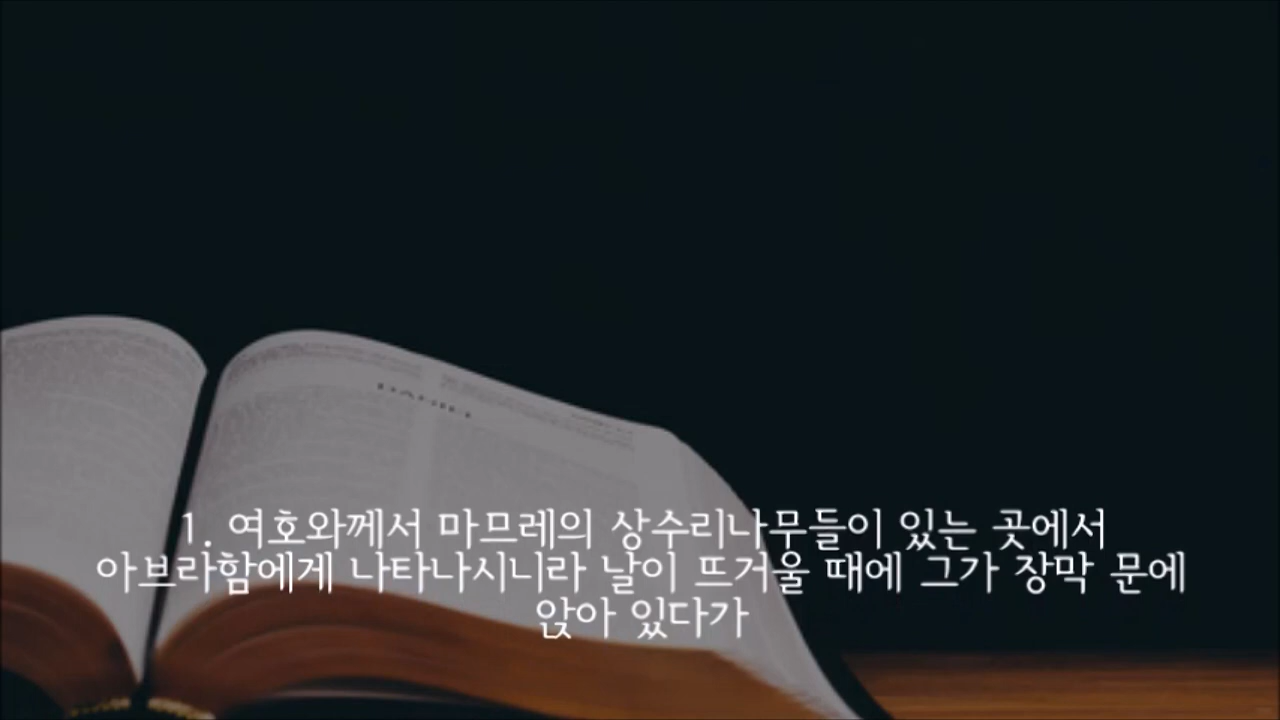 1. 여호와께서 마므레의 상수리나무들이 있는 곳에서
아브라함에게 나타나시니라 날이 뜨거울 때에 그가 장막 문에
앉아 있다가